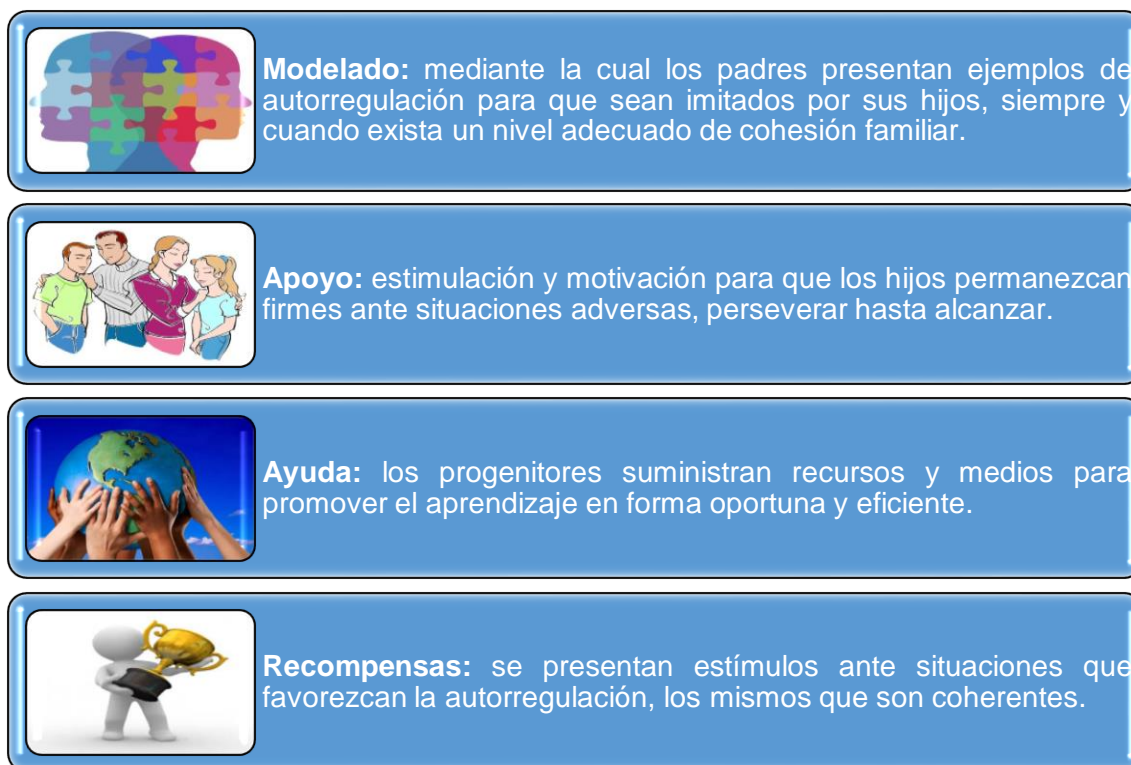 Modelado: mediante la cual los padres presentan ejemplos de
autorregulación para que sean imitados por sus hijos, siempre y
cuando exista un nivel adecuado de cohesión familiar.
Apoyo: estimulación y motivación para que los hijos permanezcan
firmes ante situaciones adversas, perseverar hasta alcanzar.
Ayuda: los progenitores suministran recursos y medios para
promover el aprendizaje en forma oportuna y eficiente.
Recompensas: se presentan estímulos ante situaciones que
favorezcan la autorregulación, los mismos que son coherentes.